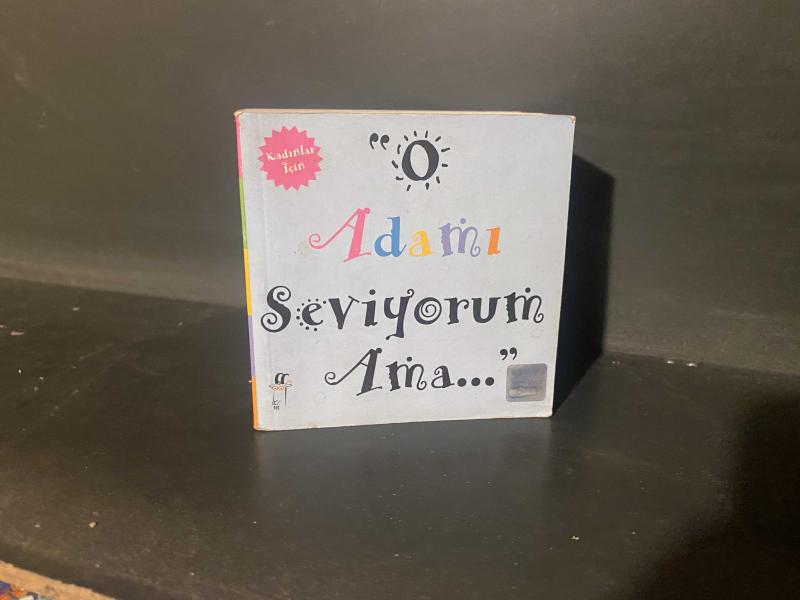 Kadınlar
İçin
“O
Adamı
Seviyorum
Ama...”